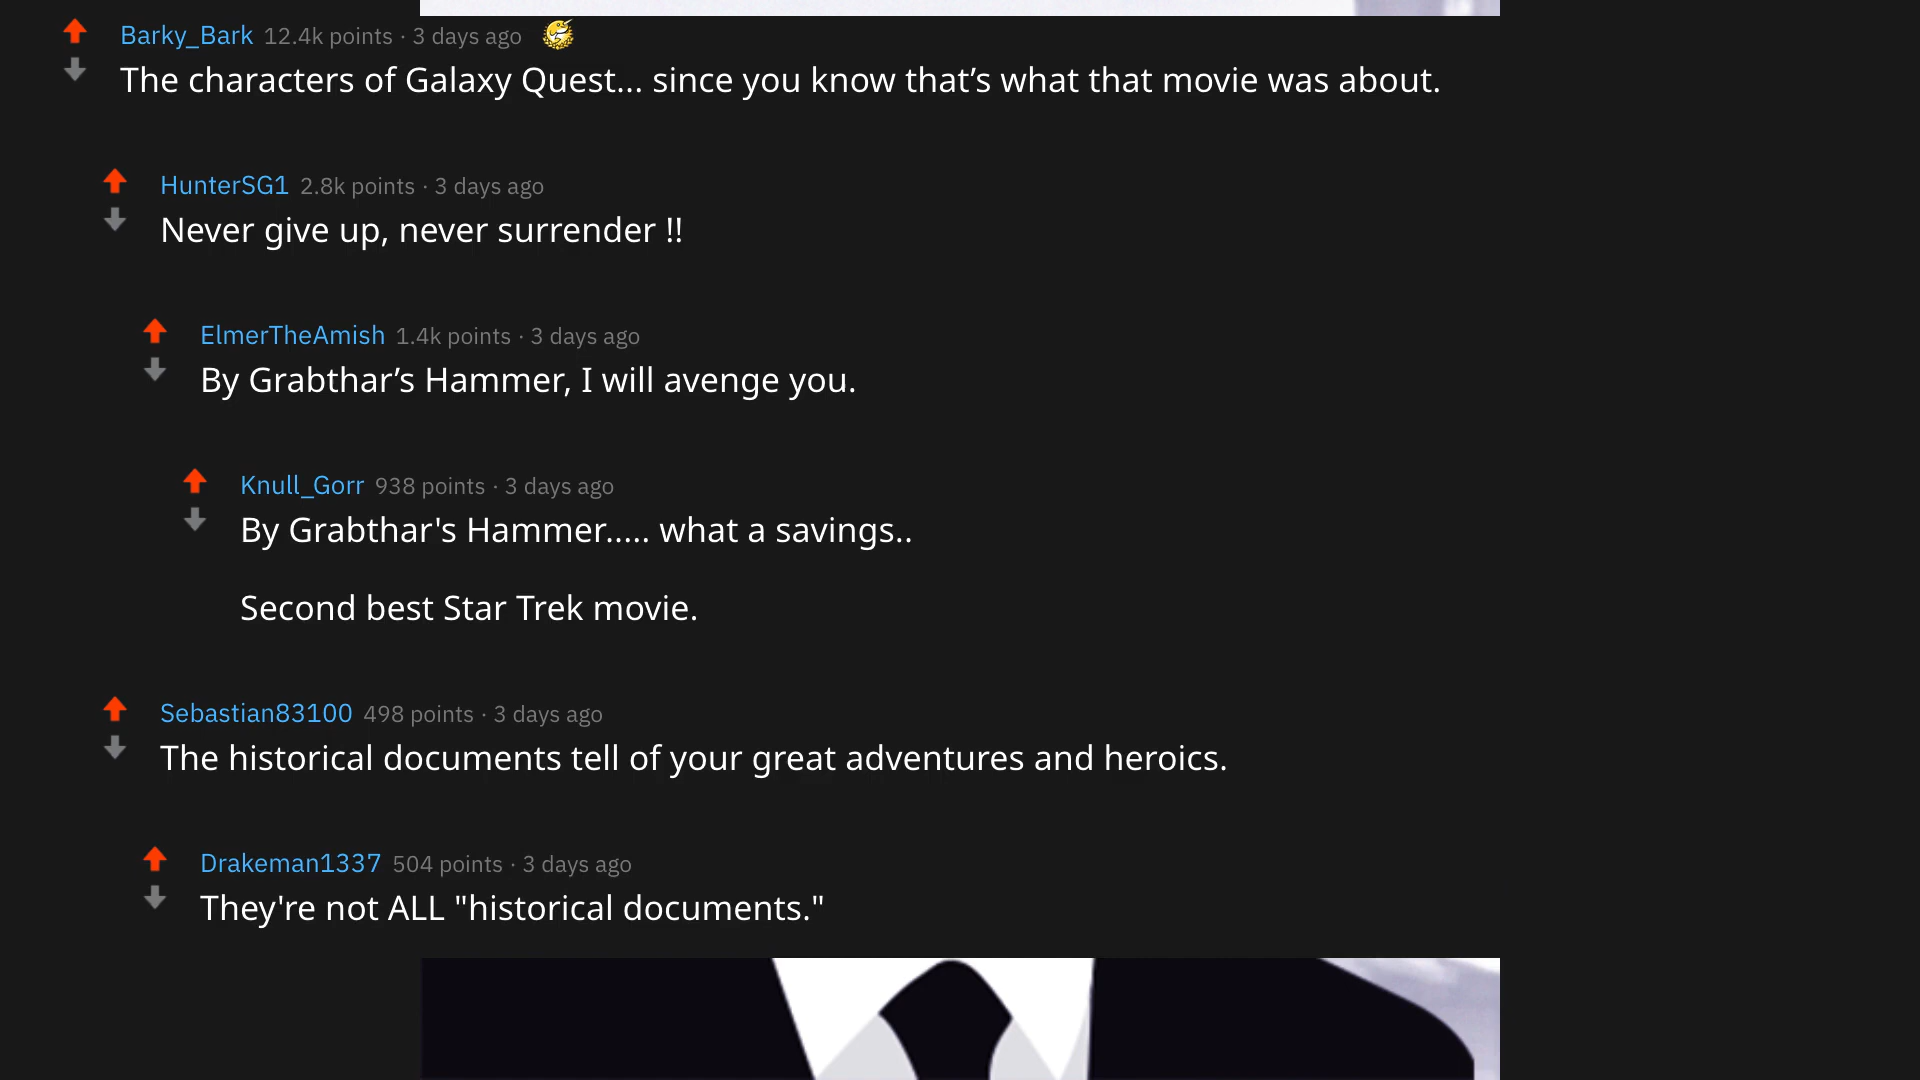 Barky_Bark 12.4k points · 3 days ago
The characters of Galaxy Quest... since you know that’s what that movie was about.
HunterSG1 2.8k points · 3 days ago
Never give up, never surrender !!
ElmerTheAmish 1.4k points · 3 days ago
By Grabthar’s Hammer, I will avenge you.
Knull_Gorr 938 points · 3 days ago
By Grabthar's Hammer..... what a savings..
Second best Star Trek movie.
Sebastian83100 498 points · 3 days ago
The historical documents tell of your great adventures and heroics.
Drakeman1337 504 points · 3 days ago
They're not ALL "historical documents."